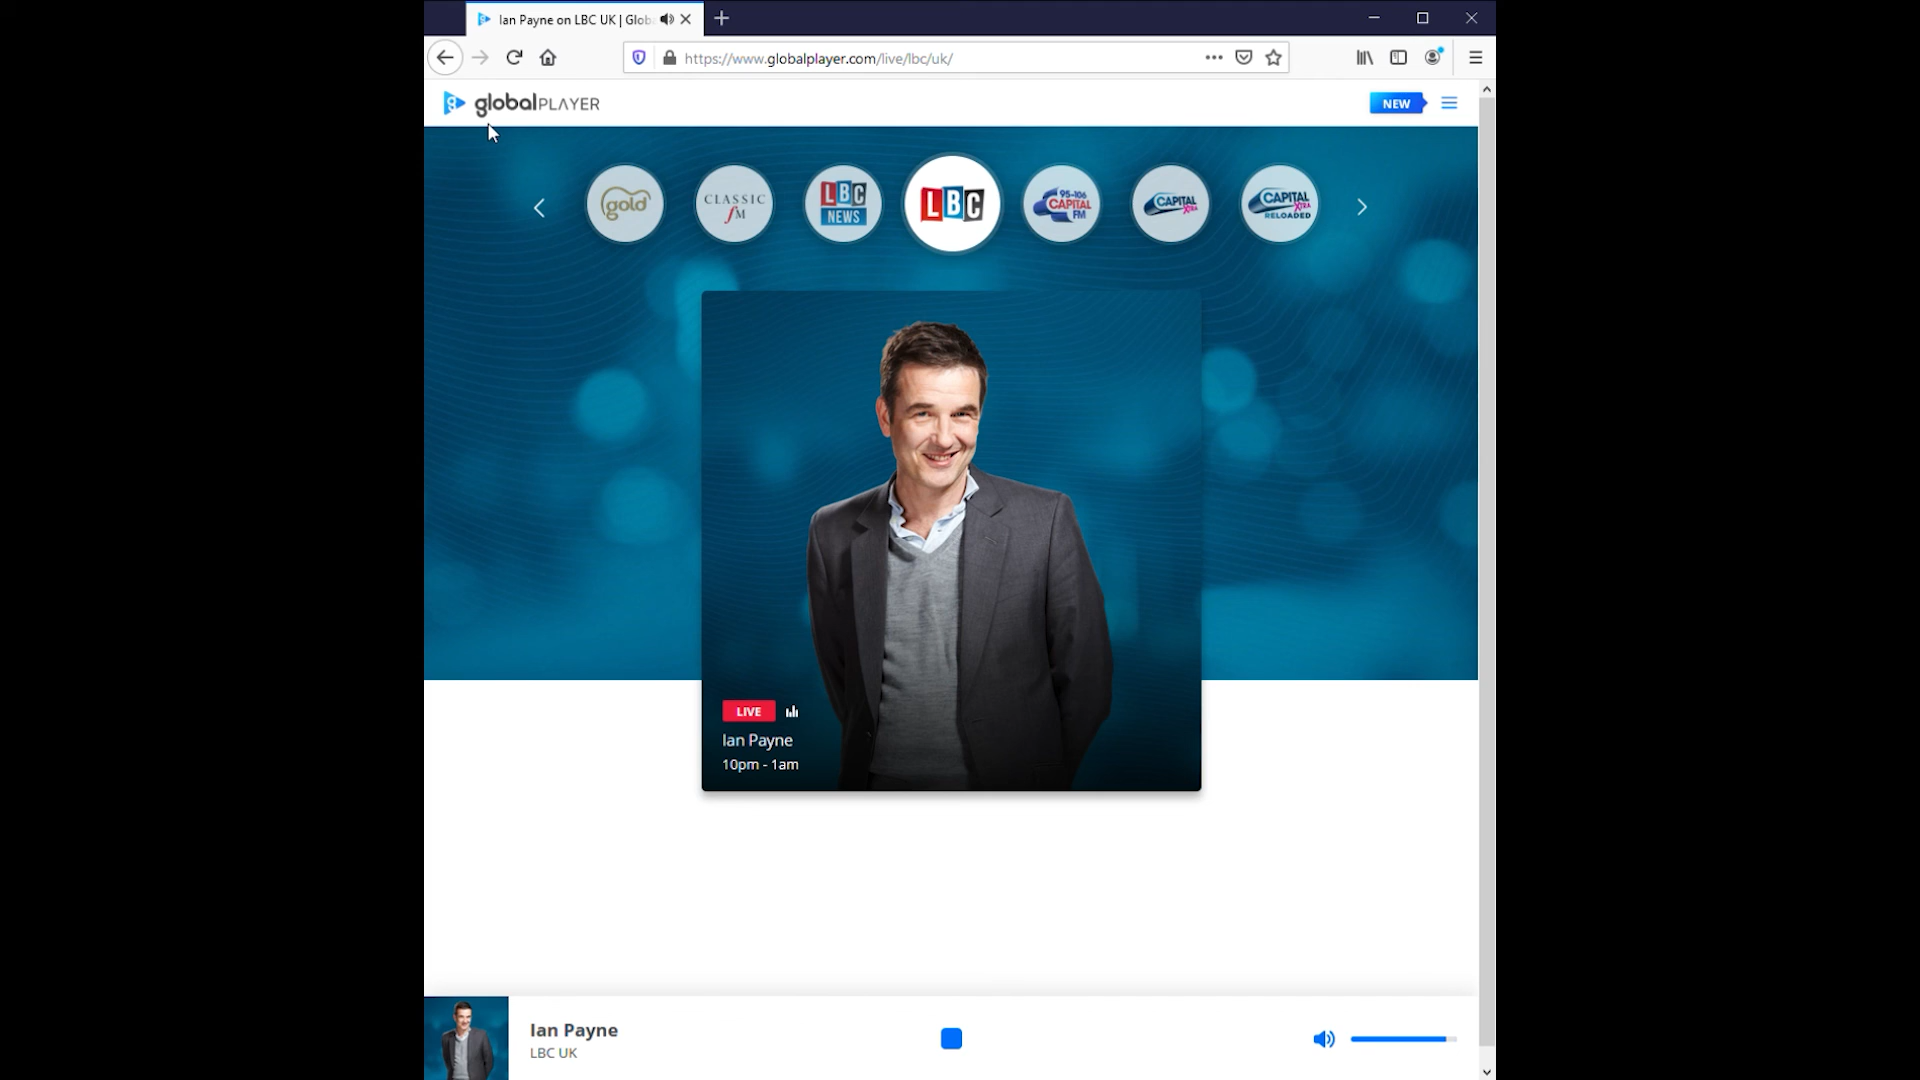 Ian Payne on LBC UK | Glob
https://www.globalplayer.com/live/lbc/uk/
globalPLAYER
NEW
gold
CLASSIC fM
LBC NEWS
LBC
95-106 CAPITAL FM
CAPITAL XTRA
CAPITAL XTRA RELOADED
LIVE
Ian Payne
10pm - 1am
Ian Payne
LBC UK